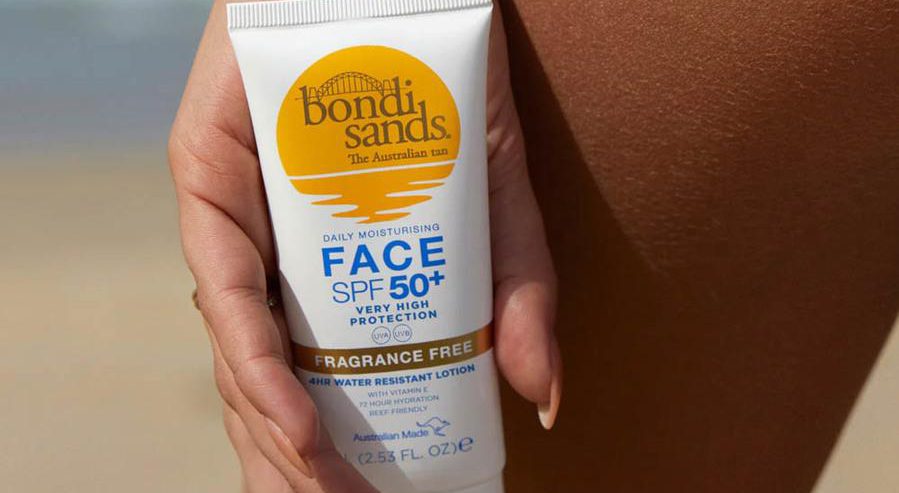 bondi
sands
The Australian tan
DAILY MOISTURISING
FACE
SPF 50+
VERY HIGH
PROTECTION
UVA UVB
FRAGRANCE FREE
4HR WATER RESISTANT LOTION
WITH VITAMIN E
72 HOUR HYDRATION
REEF FRIENDLY
Australian Made
L (2.53 FL. OZ)℮